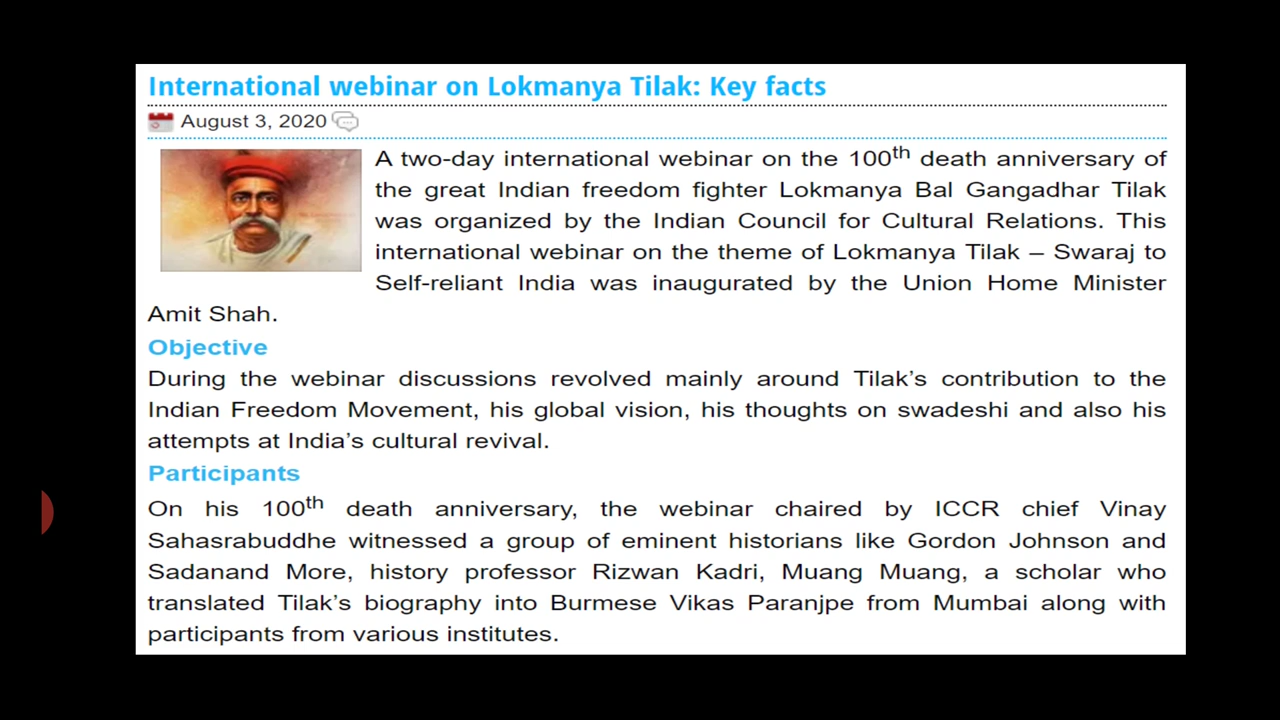 International webinar on Lokmanya Tilak: Key facts
August 3, 2020
A two-day international webinar on the 100th death anniversary of
the great Indian freedom fighter Lokmanya Bal Gangadhar Tilak
was organized by the Indian Council for Cultural Relations. This
international webinar on the theme of Lokmanya Tilak – Swaraj to
Self-reliant India was inaugurated by the Union Home Minister
Amit Shah.
Objective
During the webinar discussions revolved mainly around Tilak’s contribution to the
Indian Freedom Movement, his global vision, his thoughts on swadeshi and also his
attempts at India’s cultural revival.
Participants
On his 100th death anniversary, the webinar chaired by ICCR chief Vinay
Sahasrabuddhe witnessed a group of eminent historians like Gordon Johnson and
Sadanand More, history professor Rizwan Kadri, Muang Muang, a scholar who
translated Tilak’s biography into Burmese Vikas Paranjpe from Mumbai along with
participants from various institutes.